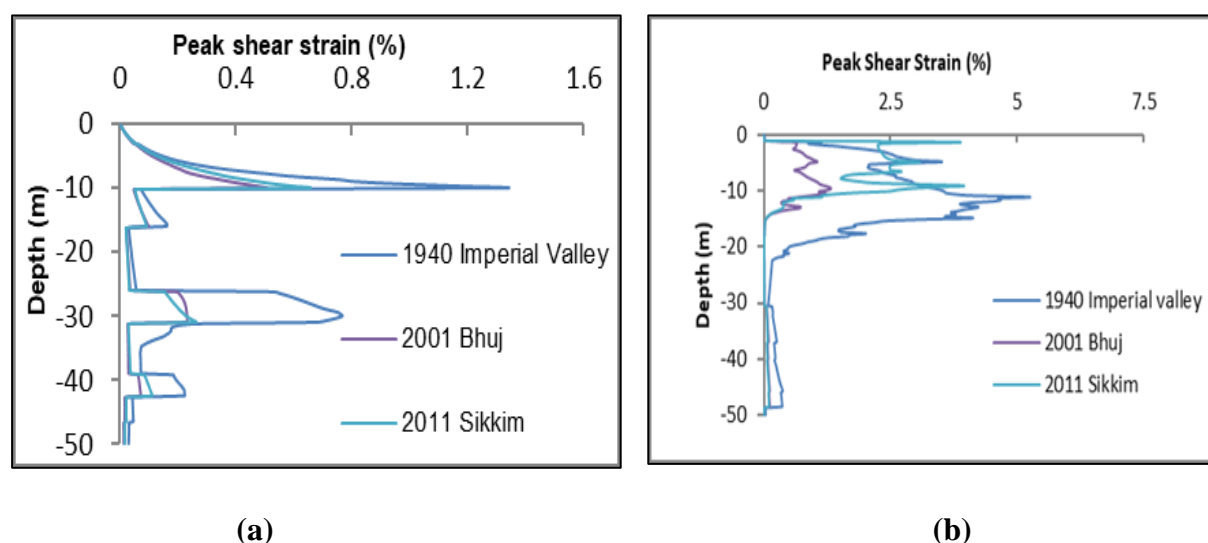 Peak shear strain (%)
0 0.4 0.8 1.2 1.6
0
-10
-20
-30
-40
-50
Depth (m)
1940 Imperial Valley
2001 Bhuj
2011 Sikkim
(a)
Peak Shear Strain (%)
0 2.5 5 7.5
0
-10
-20
-30
-40
-50
Depth (m)
1940 Imperial valley
2001 Bhuj
2011 Sikkim
(b)